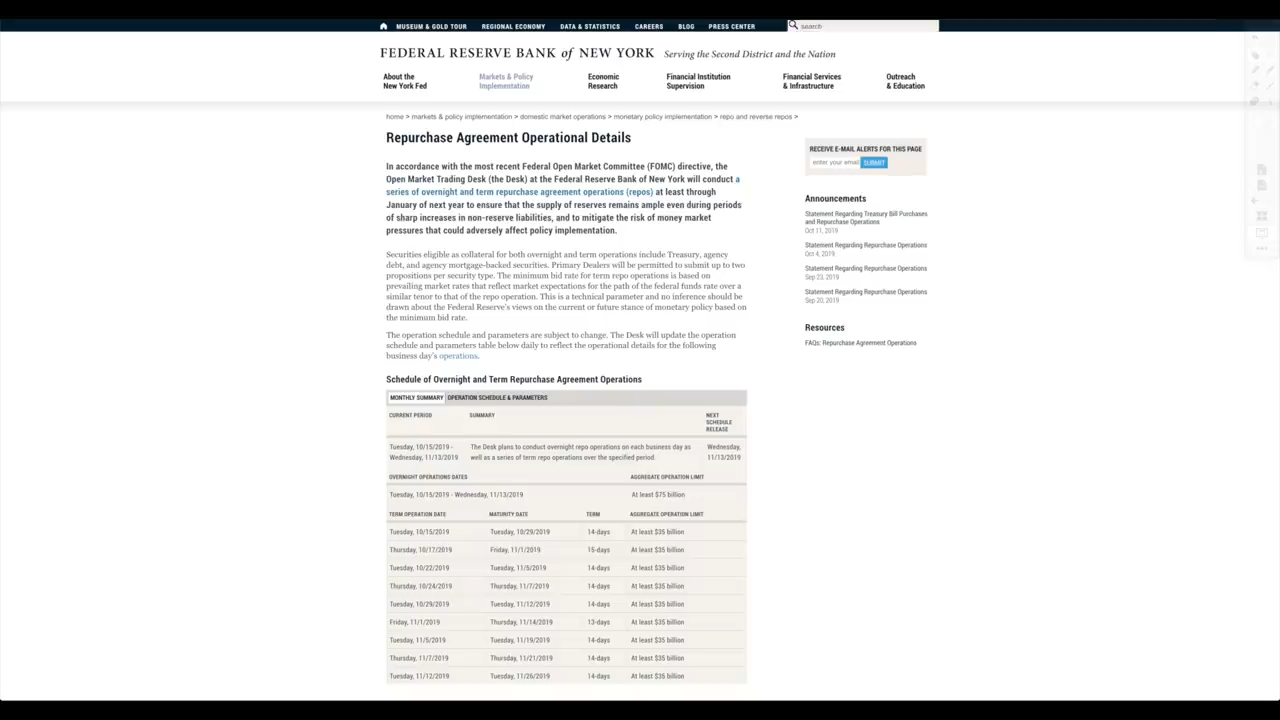 MUSEUM & GOLD TOUR REGIONAL ECONOMY DATA & STATISTICS CAREERS BLOG PRESS CENTER search
FEDERAL RESERVE BANK of NEW YORK Serving the Second District and the Nation
About the New York Fed
Markets & Policy Implementation
Economic Research
Financial Institution Supervision
Financial Services & Infrastructure
Outreach & Education
home > markets & policy implementation > domestic market operations > monetary policy implementation > repo and reverse repos >
Repurchase Agreement Operational Details
In accordance with the most recent Federal Open Market Committee (FOMC) directive, the
Open Market Trading Desk (the Desk) at the Federal Reserve Bank of New York will conduct a
series of overnight and term repurchase agreement operations (repos) at least through
January of next year to ensure that the supply of reserves remains ample even during periods
of sharp increases in non-reserve liabilities, and to mitigate the risk of money market
pressures that could adversely affect policy implementation.
Securities eligible as collateral for both overnight and term operations include Treasury, agency
debt, and agency mortgage-backed securities. Primary Dealers will be permitted to submit up to two
propositions per security type. The minimum bid rate for term repo operations is based on
prevailing market rates that reflect market expectations for the path of the federal funds rate over a
similar tenor to that of the repo operation. This is a technical parameter and no inference should be
drawn about the Federal Reserve's views on the current or future stance of monetary policy based on
the minimum bid rate.
The operation schedule and parameters are subject to change. The Desk will update the operation
schedule and parameters table below daily to reflect the operational details for the following
business day's operations.
Schedule of Overnight and Term Repurchase Agreement Operations
MONTHLY SUMMARY OPERATION SCHEDULE & PARAMETERS
CURRENT PERIOD SUMMARY NEXT SCHEDULE RELEASE
Tuesday, 10/15/2019 - The Desk plans to conduct overnight repo operations on each business day as Wednesday,
Wednesday, 11/13/2019 well as a series of term repo operations over the specified period. 11/13/2019
OVERNIGHT OPERATIONS DATES AGGREGATE OPERATION LIMIT
Tuesday, 10/15/2019 - Wednesday, 11/13/2019 At least $75 billion
TERM OPERATION DATE MATURITY DATE TERM AGGREGATE OPERATION LIMIT
Tuesday, 10/15/2019 Tuesday, 10/29/2019 14-days At least $35 billion
Thursday, 10/17/2019 Friday, 11/1/2019 15-days At least $35 billion
Tuesday, 10/22/2019 Tuesday, 11/5/2019 14-days At least $35 billion
Thursday, 10/24/2019 Thursday, 11/7/2019 14-days At least $35 billion
Tuesday, 10/29/2019 Tuesday, 11/12/2019 14-days At least $35 billion
Friday, 11/1/2019 Thursday, 11/14/2019 13-days At least $35 billion
Tuesday, 11/5/2019 Tuesday, 11/19/2019 14-days At least $35 billion
Thursday, 11/7/2019 Thursday, 11/21/2019 14-days At least $35 billion
Tuesday, 11/12/2019 Tuesday, 11/26/2019 14-days At least $35 billion
RECEIVE E-MAIL ALERTS FOR THIS PAGE
enter your email SUBMIT
Announcements
Statement Regarding Treasury Bill Purchases
and Repurchase Operations
Oct 11, 2019
Statement Regarding Repurchase Operations
Oct 4, 2019
Statement Regarding Repurchase Operations
Sep 23, 2019
Statement Regarding Repurchase Operations
Sep 20, 2019
Resources
FAQs: Repurchase Agreement Operations